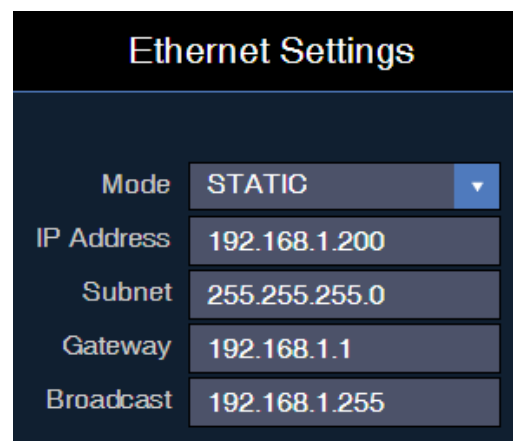 Ethernet Settings
Mode STATIC
IP Address 192.168.1.200
Subnet 255.255.255.0
Gateway 192.168.1.1
Broadcast 192.168.1.255